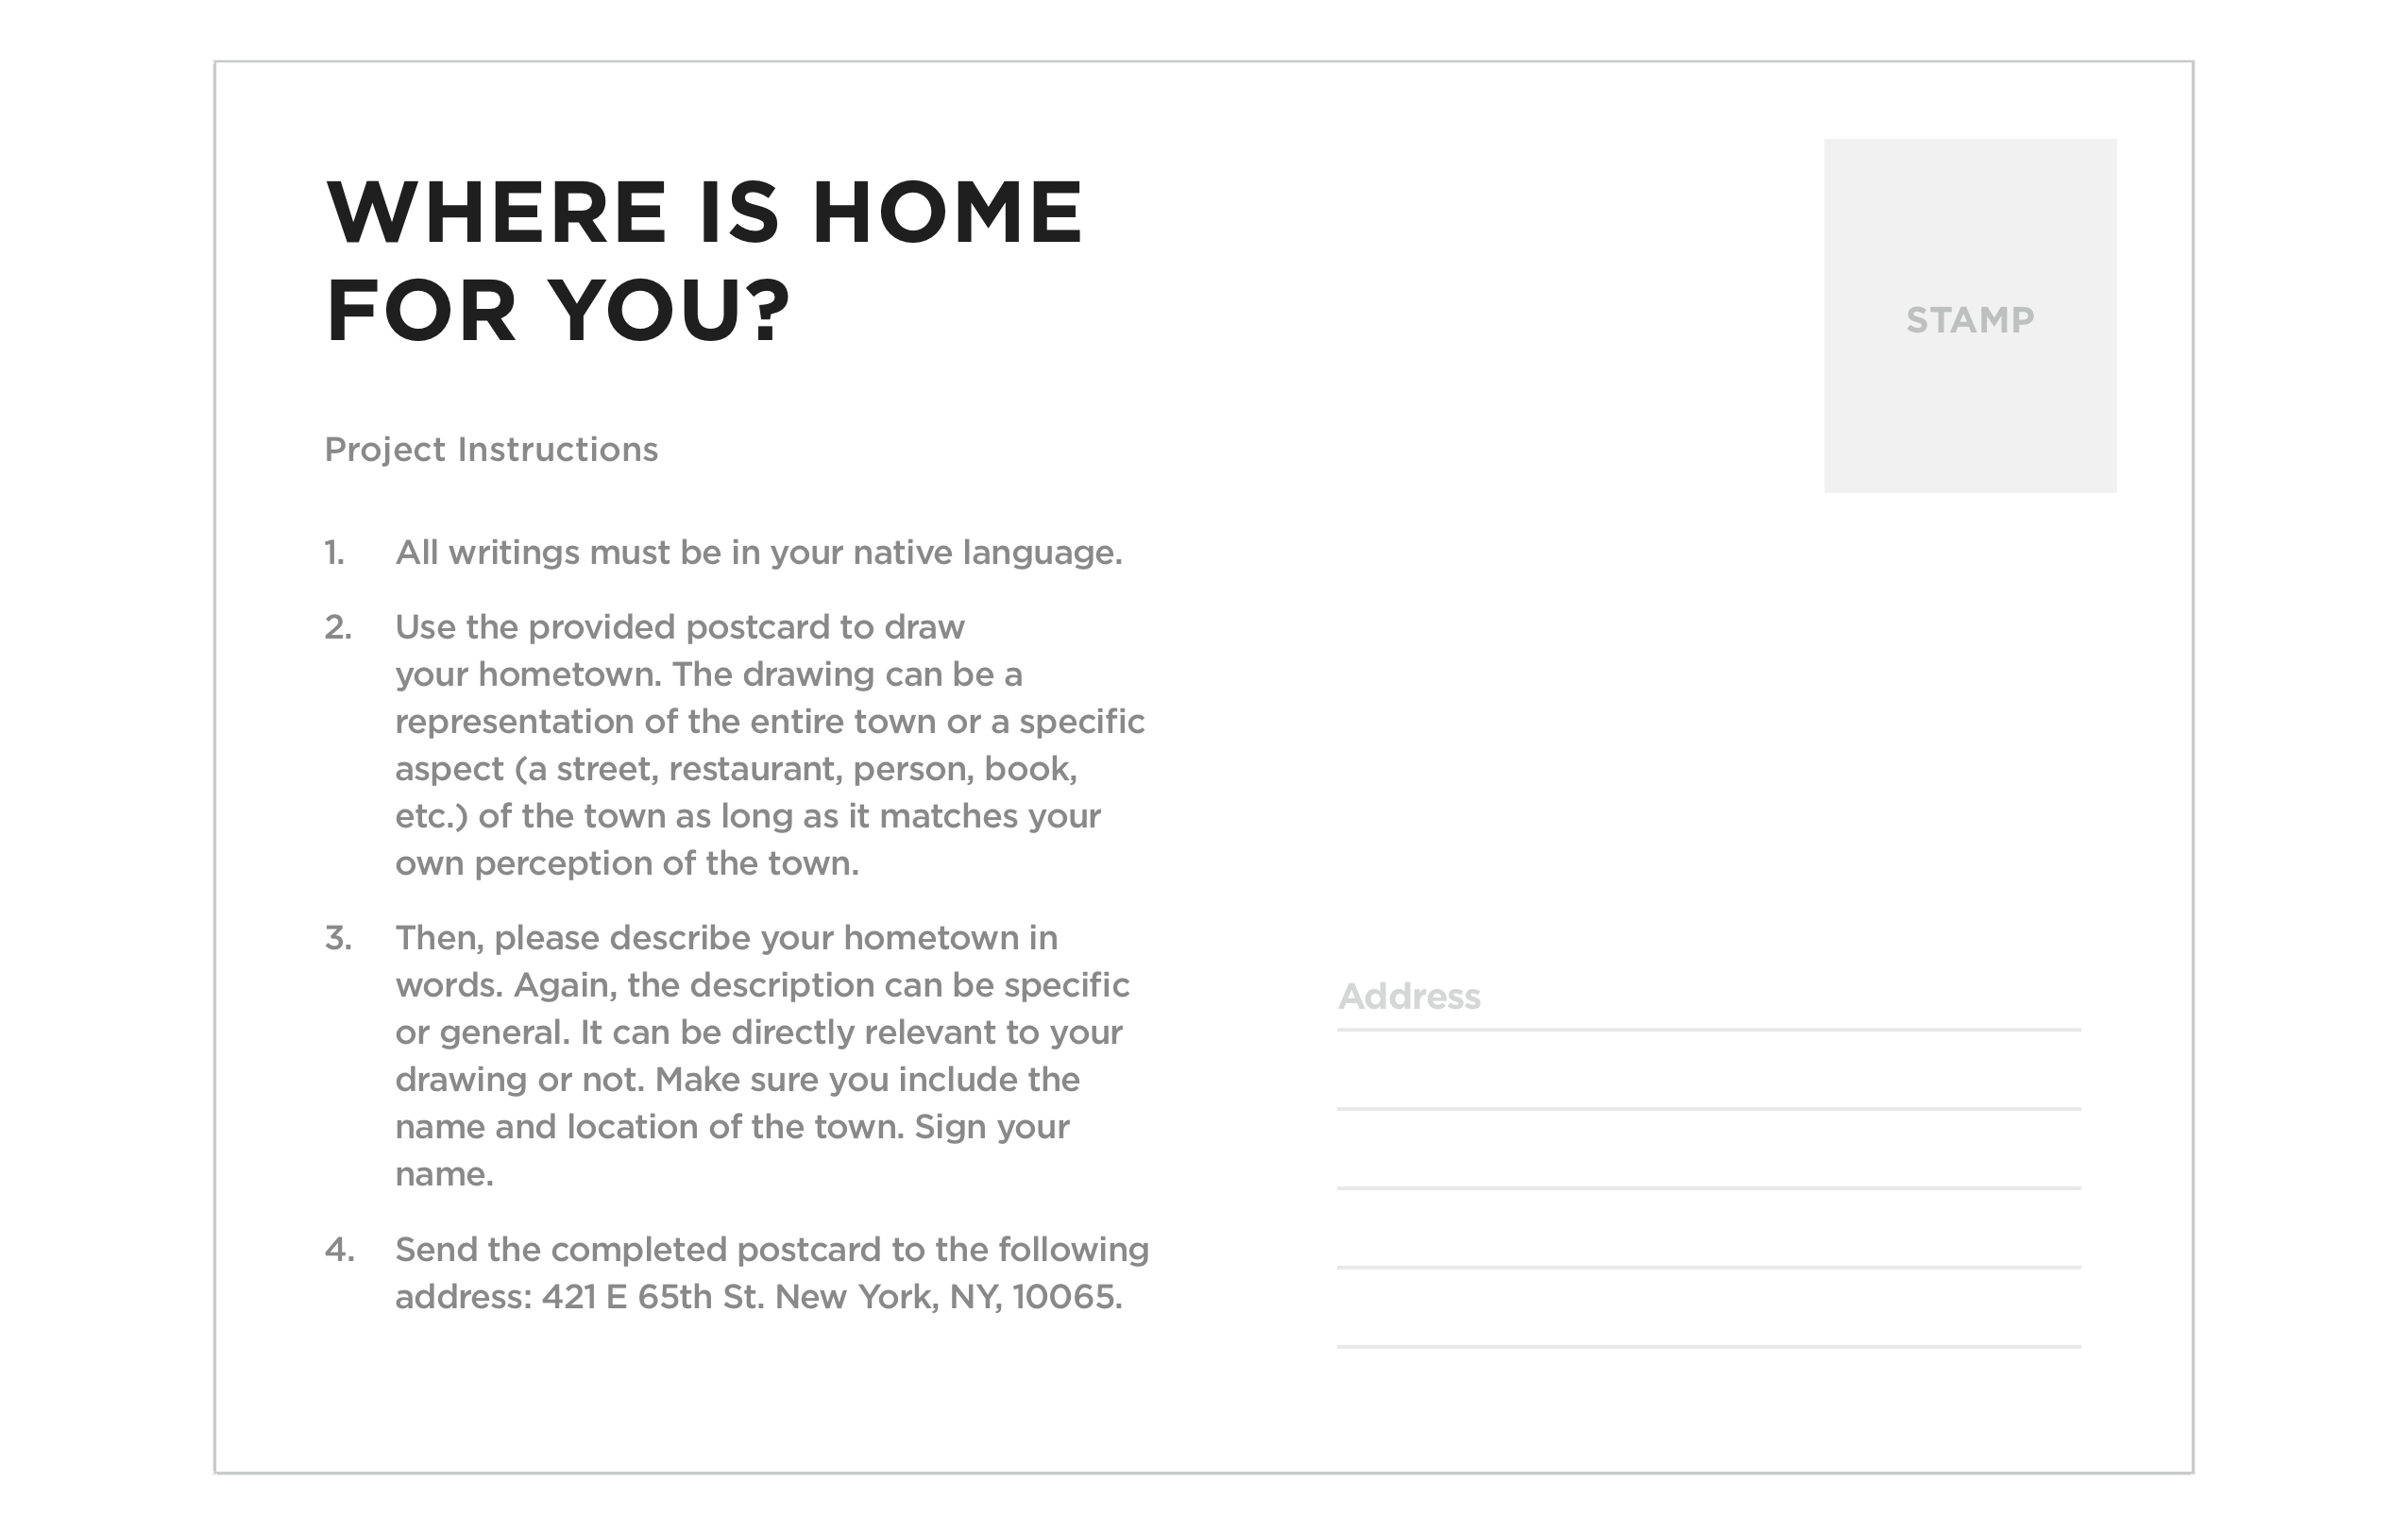 WHERE IS HOME
FOR YOU?
STAMP
Project Instructions
1. All writings must be in your native language.
2. Use the provided postcard to draw
your hometown. The drawing can be a
representation of the entire town or a specific
aspect (a street, restaurant, person, book,
etc.) of the town as long as it matches your
own perception of the town.
3. Then, please describe your hometown in
words. Again, the description can be specific
or general. It can be directly relevant to your
drawing or not. Make sure you include the
name and location of the town. Sign your
name.
4. Send the completed postcard to the following
address: 421 E 65th St. New York, NY, 10065.
Address